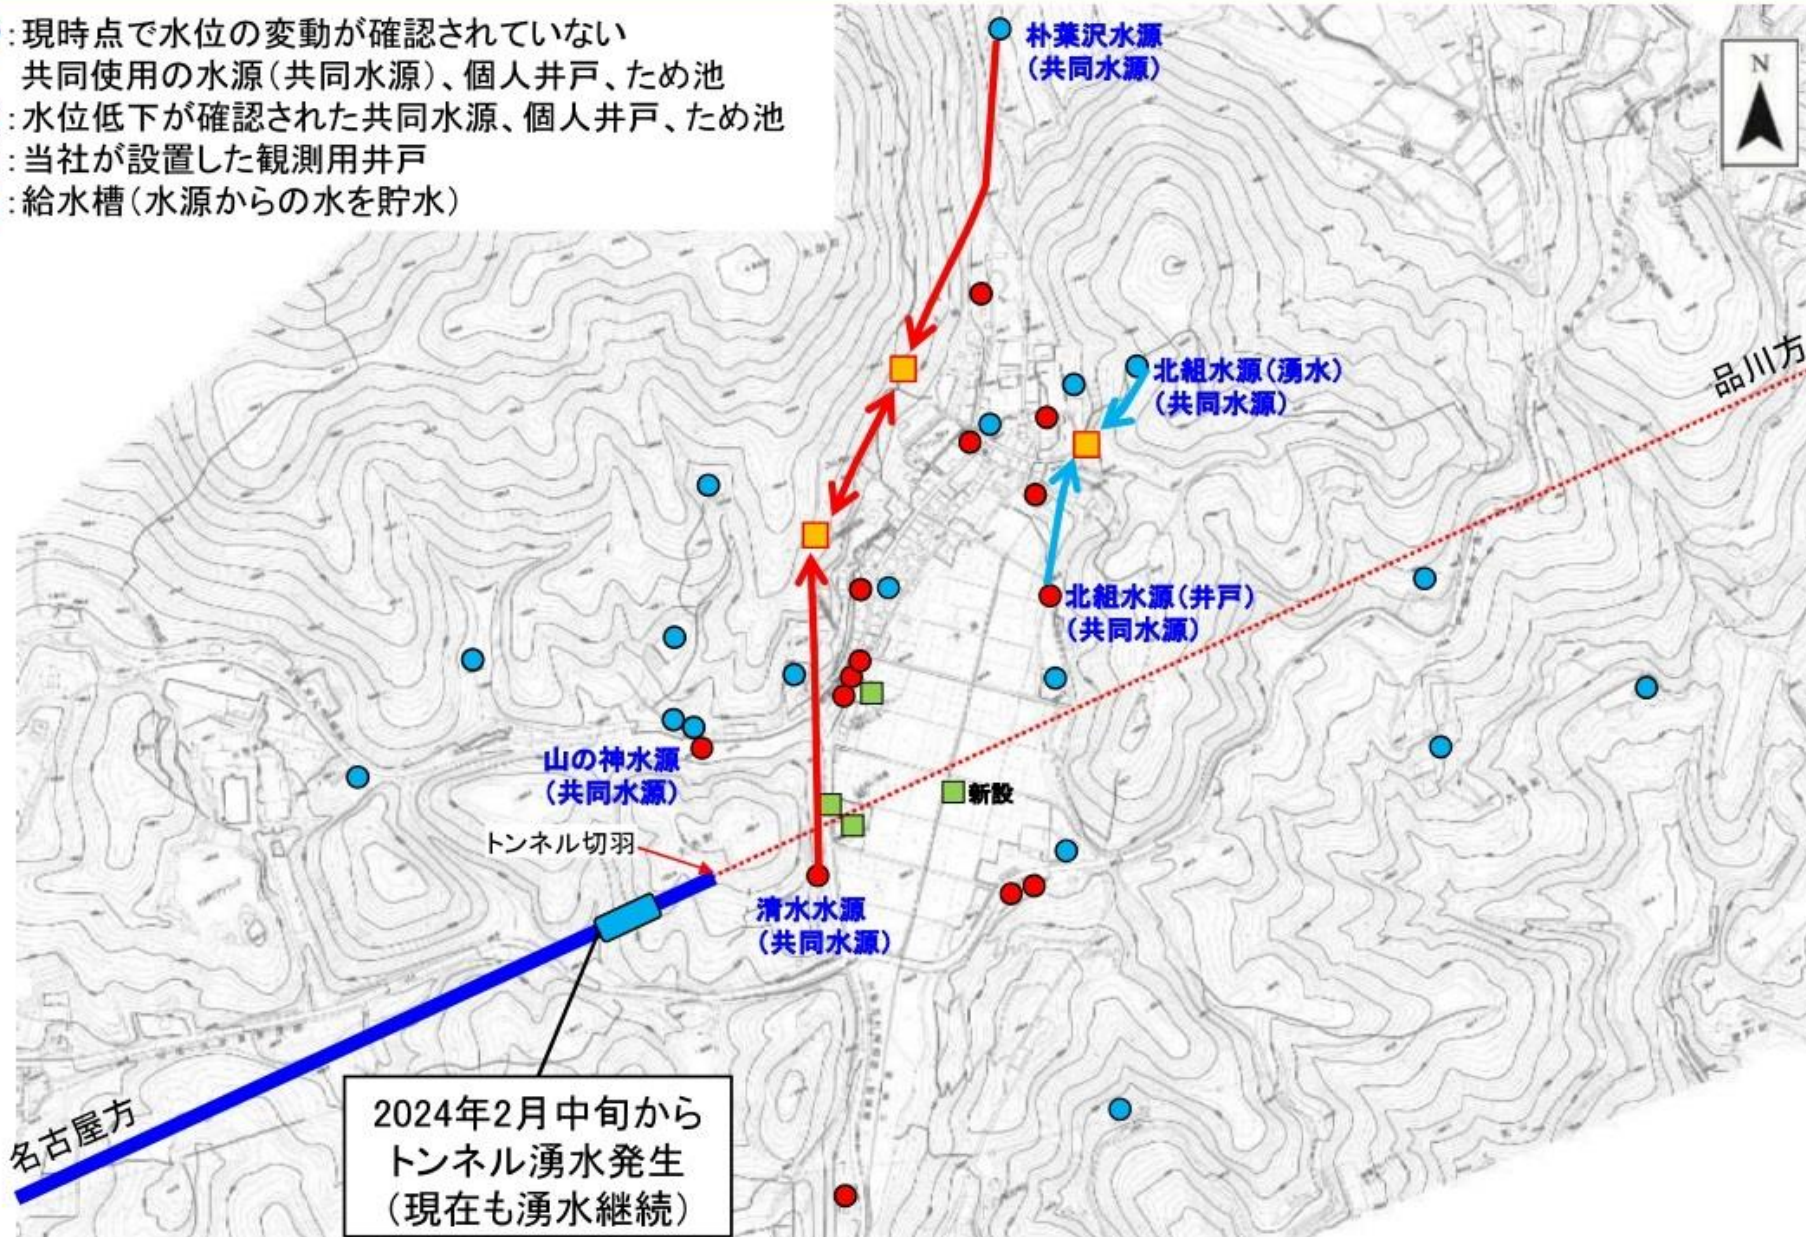 :現時点で水位の変動が確認されていない
共同使用の水源(共同水源)、個人井戸、ため池
:水位低下が確認された共同水源、個人井戸、ため池
:当社が設置した観測用井戸
:給水槽(水源からの水を貯水)
朴葉沢水源
(共同水源)
N
品川方
北組水源(湧水)
(共同水源)
北組水源(井戸)
(共同水源)
山の神水源
(共同水源)
新設
トンネル切羽
清水水源
(共同水源)
名古屋方
2024年2月中旬から
トンネル湧水発生
(現在も湧水継続)